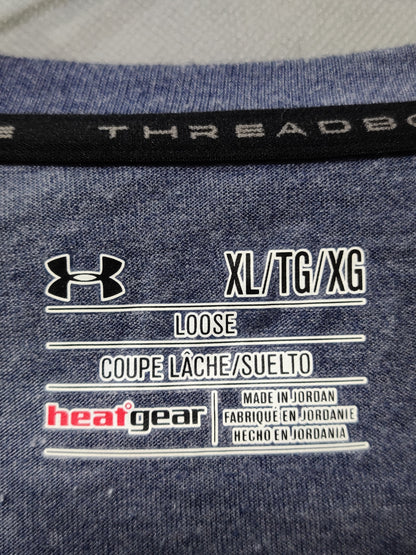 THREADBO
XL/TG/XG
LOOSE
COUPE LÂCHE/SUELTO
heatgear
MADE IN JORDAN
FABRIQUÉ EN JORDANIE
HECHO EN JORDANIA